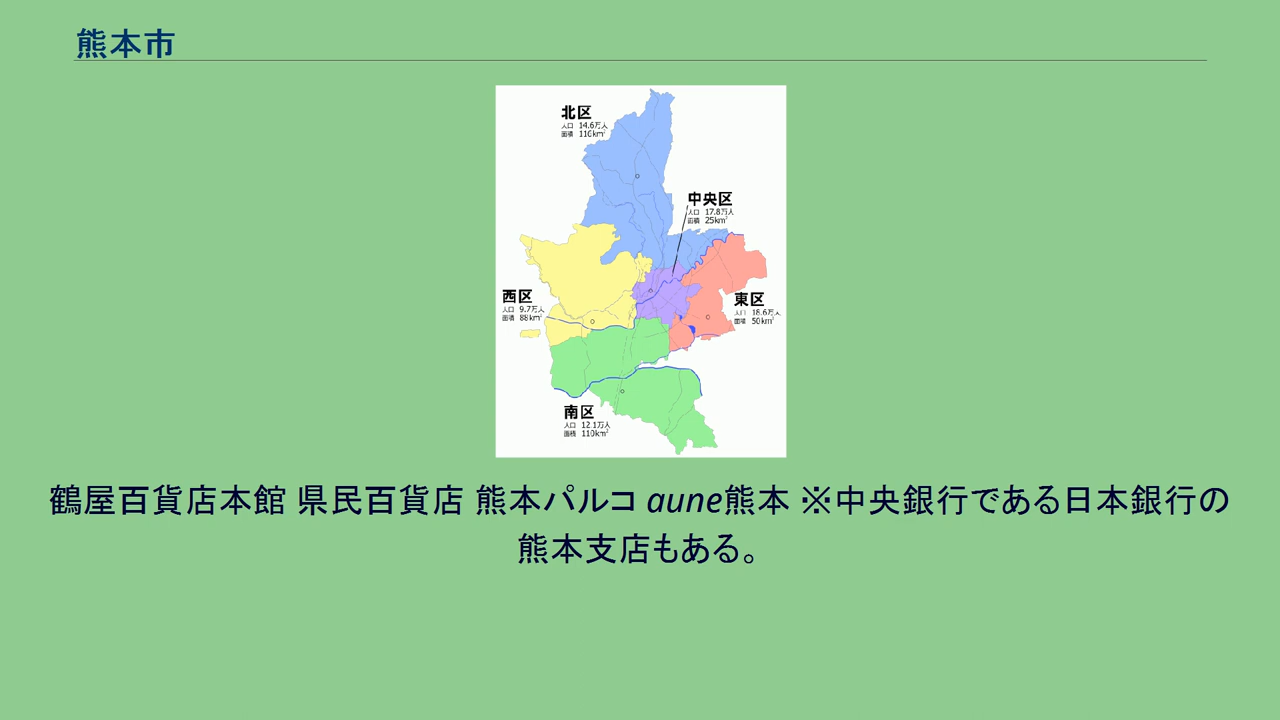 熊本市
北区
人口 14.6万人
面積 110km²
中央区
人口 17.8万人
面積 25km²
西区
人口 9.7万人
面積 88km²
東区
人口 18.6万人
面積 50km²
南区
人口 12.1万人
面積 110km²
鶴屋百貨店本館 県民百貨店 熊本パルコ aune熊本 ※中央銀行である日本銀行の
熊本支店もある。